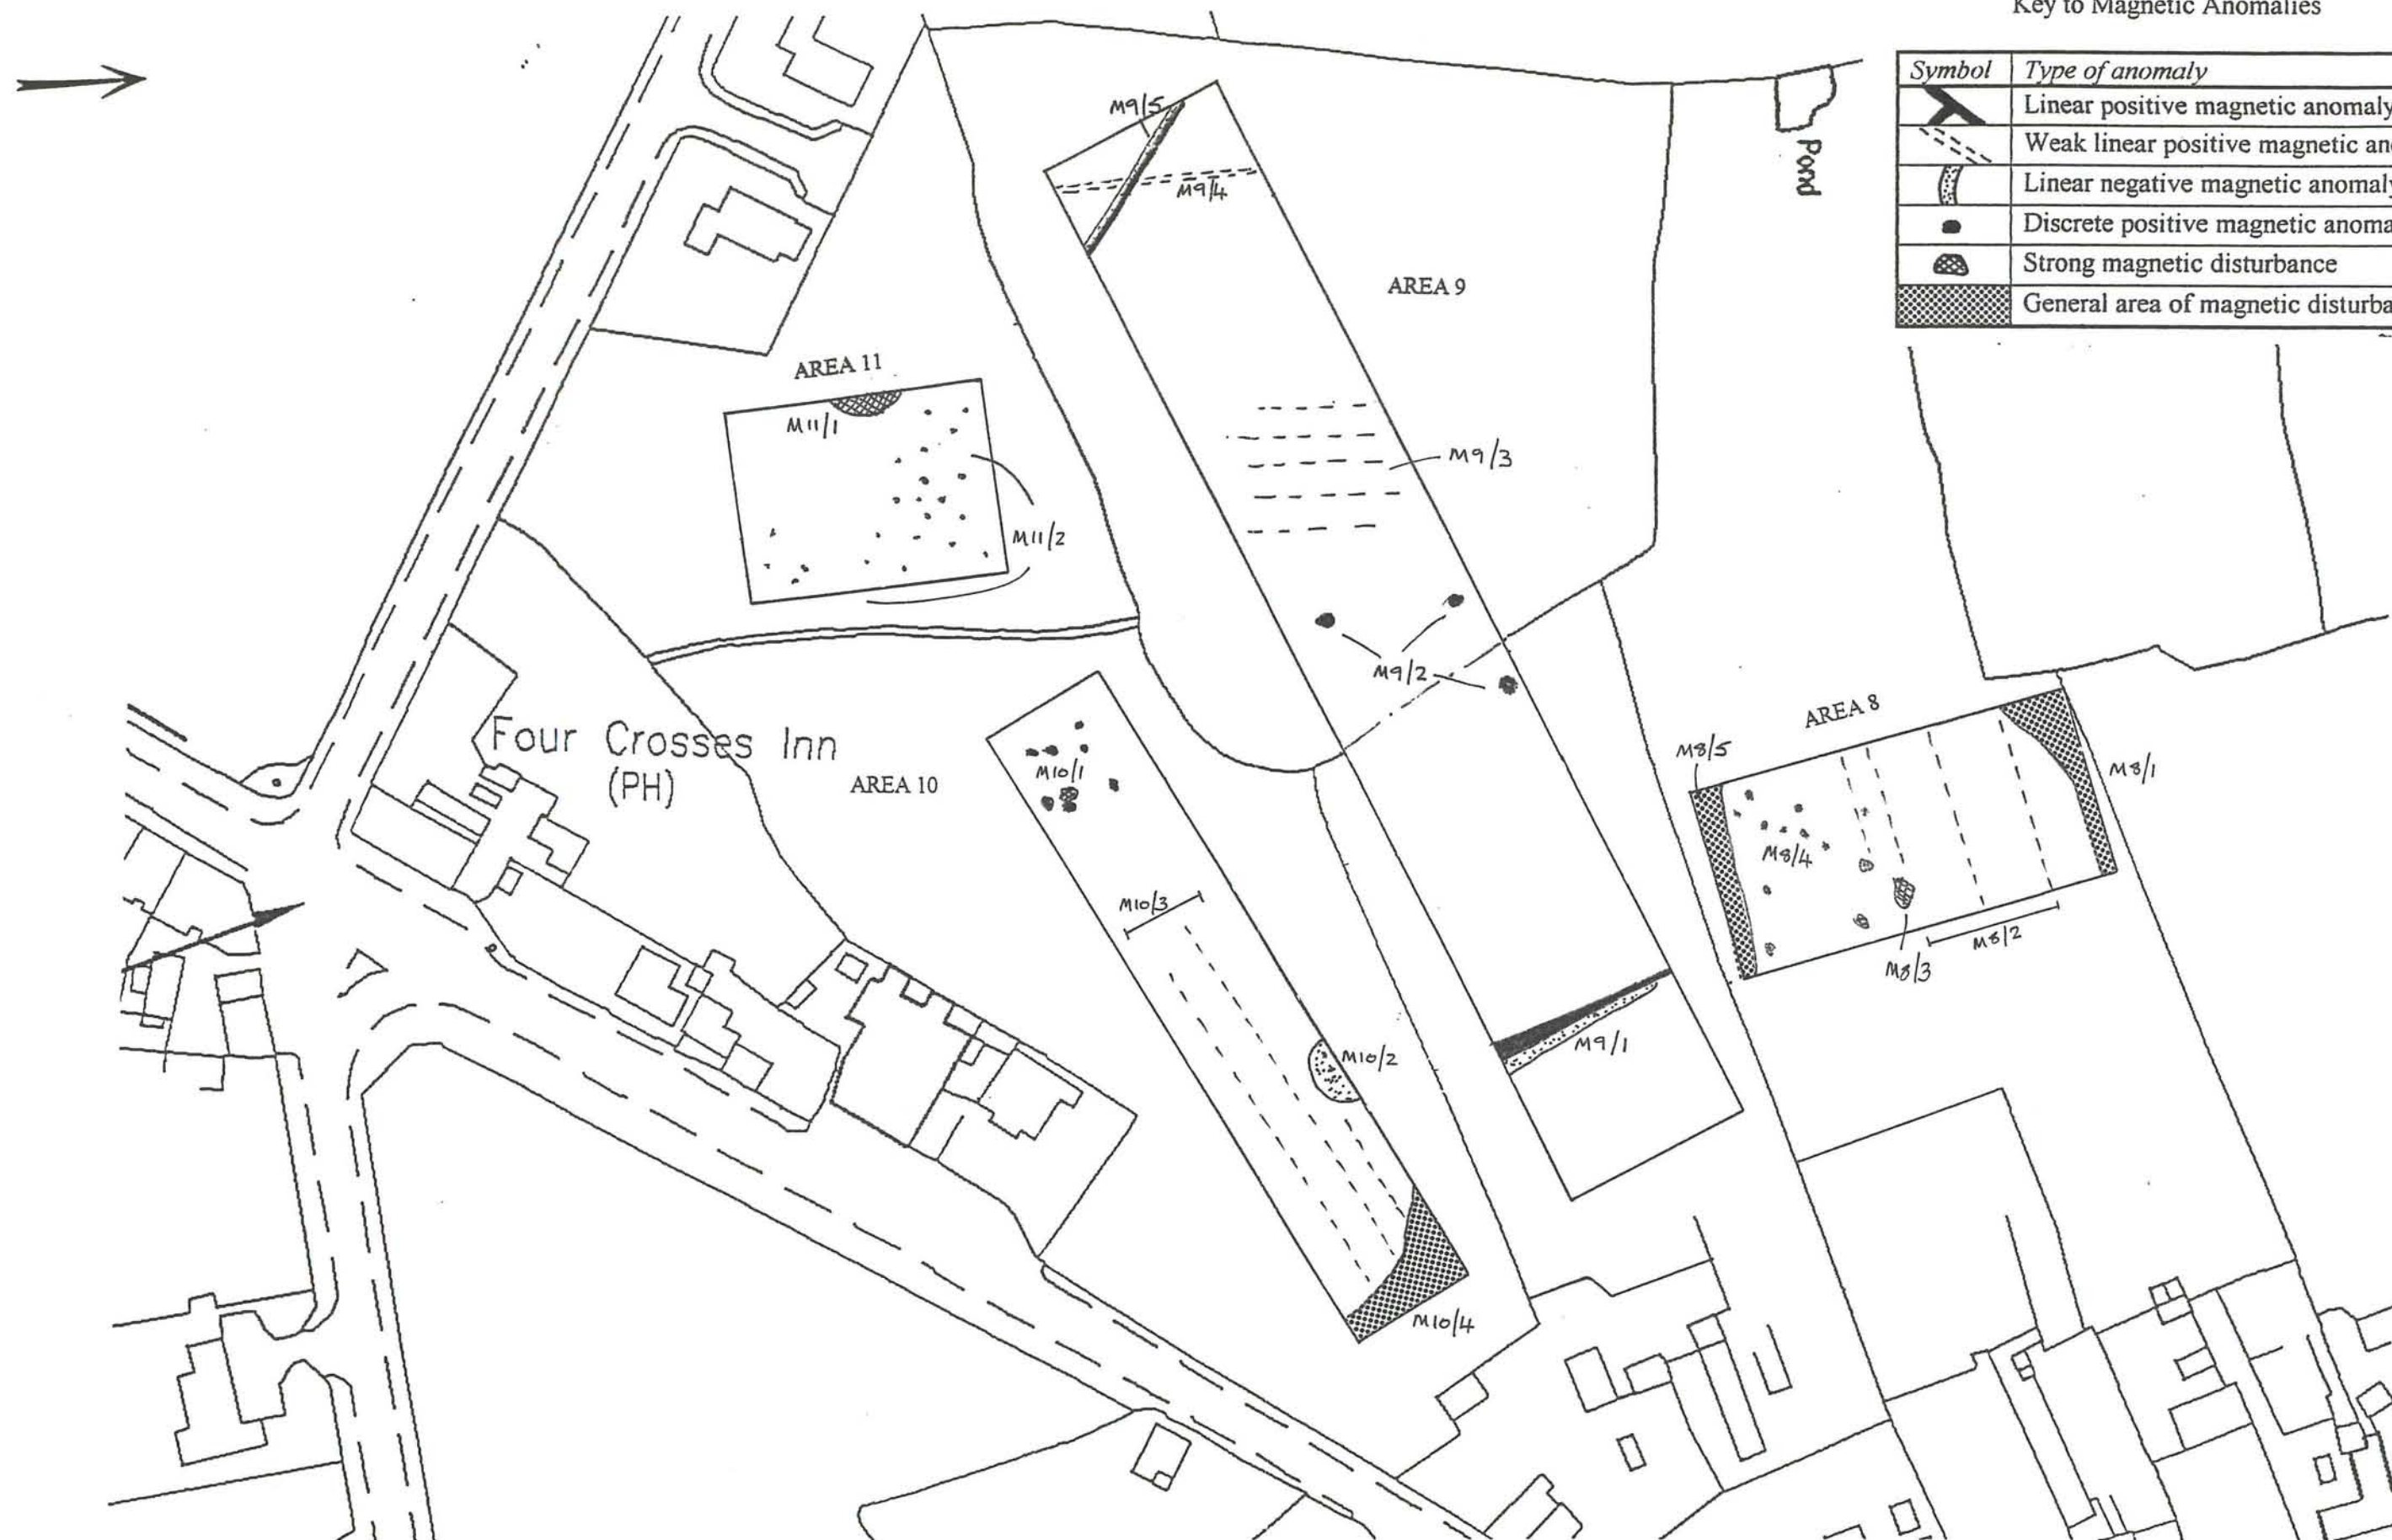 Key to Magnetic Anomalies
Symbol Type of anomaly
Linear positive magnetic anomaly
Weak linear positive magnetic an
Linear negative magnetic anomaly
Discrete positive magnetic anoma
Strong magnetic disturbance
General area of magnetic disturba
Pond
M9/5
M9/4
AREA 9
AREA 11
M11/1
M9/3
M11/2
M9/2
Four Crosses Inn
(PH)
AREA 10
M10/1
AREA 8
M8/5
M8/1
M8/4
M10/3
M8/2
M8/3
M9/1
M10/2
M10/4